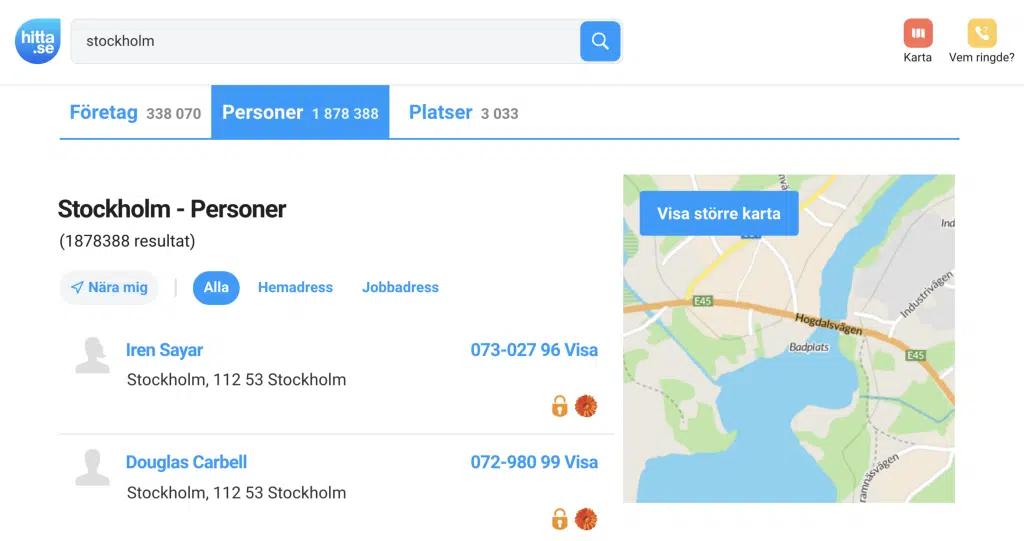 hitta
.se
stockholm
Karta
Vem ringde?
Företag 338 070
Personer 1 878 388
Platser 3 033
Stockholm - Personer
(1878388 resultat)
Nära mig
Alla
Hemadress
Jobbadress
Iren Sayar
073-027 96 Visa
Stockholm, 112 53 Stockholm
Douglas Carbell
072-980 99 Visa
Stockholm, 112 53 Stockholm
Visa större karta
Ind
Industrivägen
E45
Hogdalsvägen
Badplats
E45
ramnäsvägen